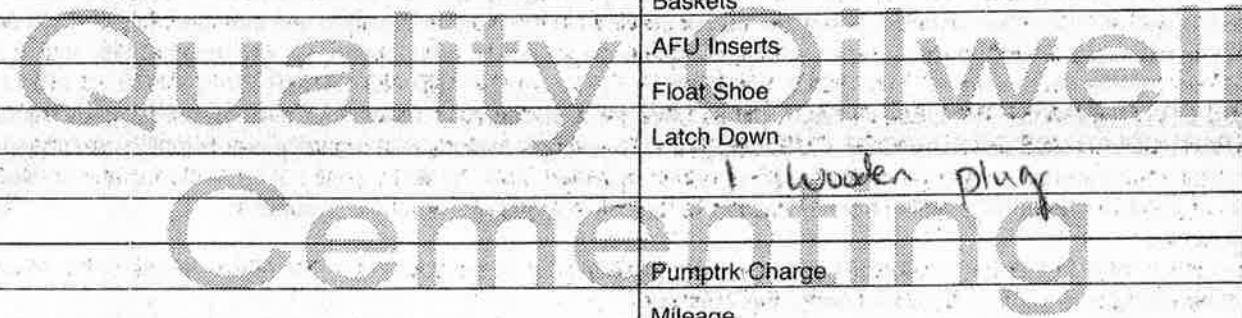 Baskets
AFU Inserts
Quality Oilwell
Float Shoe
Latch Down
1 wooden plug
Cementing
Pumptrk Charge
Mileage